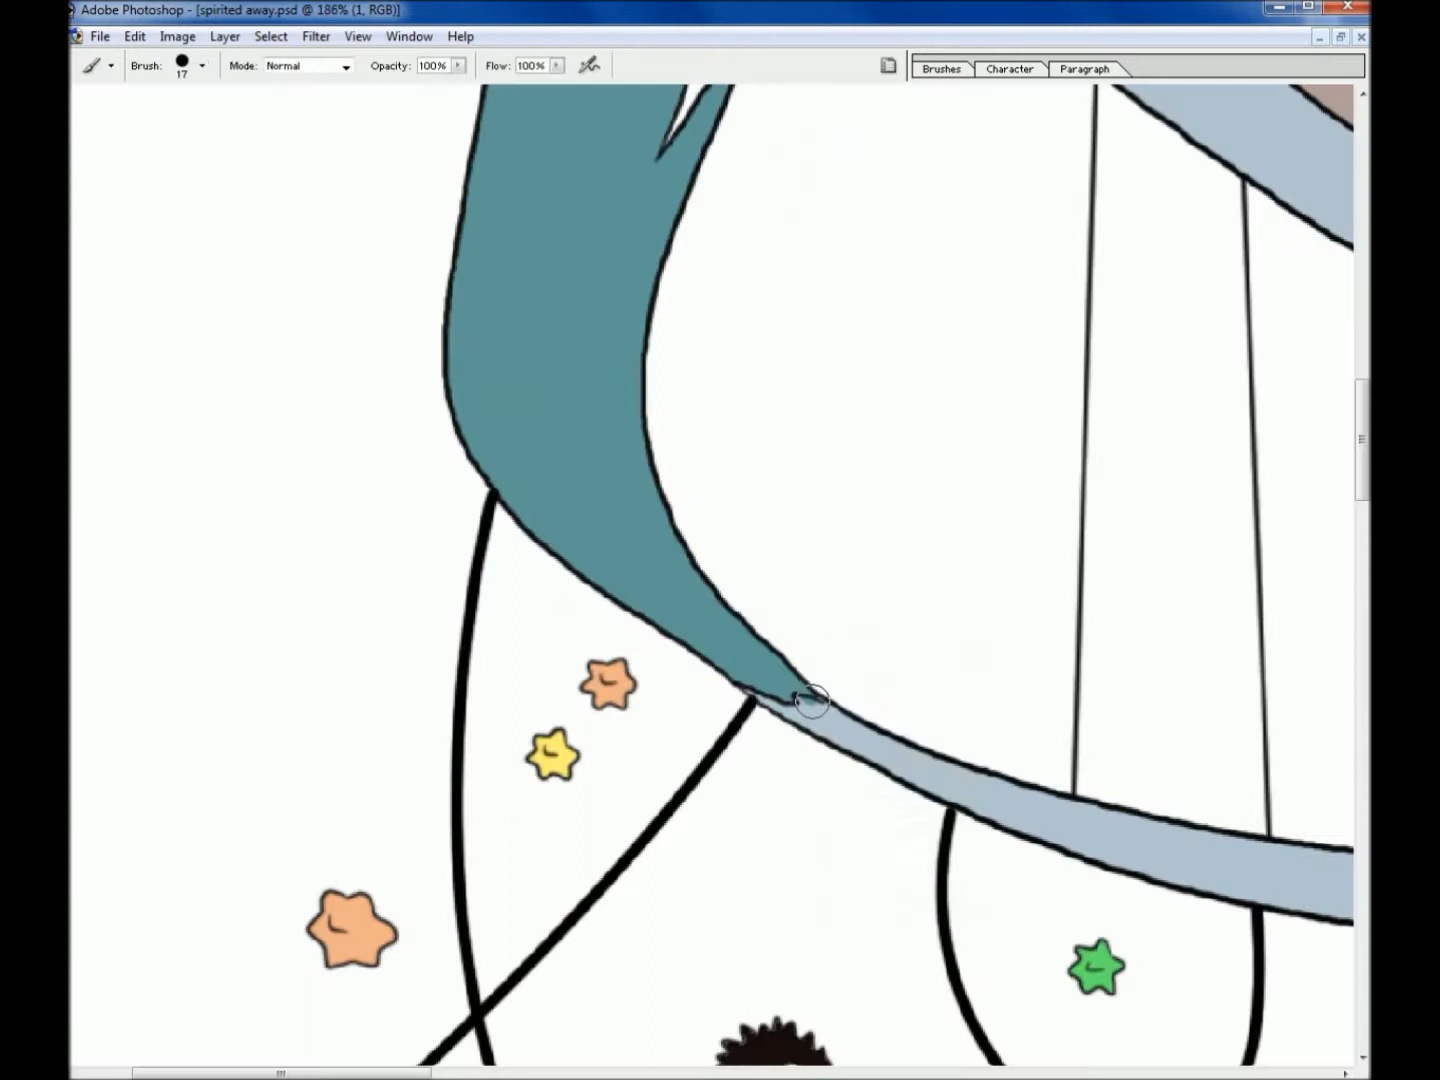 Adobe Photoshop - [spirited away.psd @ 186% (1, RGB)]
File Edit Image Layer Select Filter View Window Help
Brush: 17 Mode: Normal Opacity: 100% Flow: 100% Brushes Character Paragraph